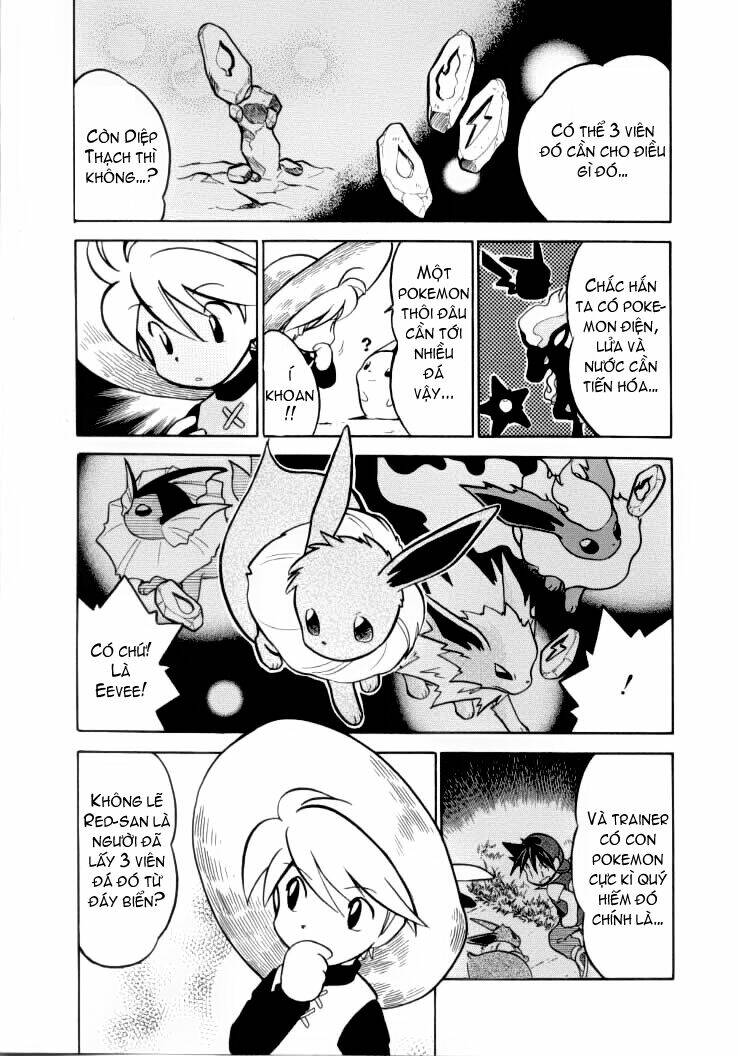 CÓ THỂ 3 VIÊN
ĐÓ CẦN CHO ĐIỀU
GÌ ĐÓ...
CÒN DIỆP
THẠCH THÌ
KHÔNG...?
CHẮC HẮN
TA CÓ POKE-
MON ĐIỆN,
LỬA VÀ
NƯỚC CẦN
TIẾN HÓA...
MỘT
POKEMON
THÔI ĐÂU
CẦN TỚI
NHIỀU
ĐÁ
VẬY...
?
Í
KHOAN
!!
!
CÓ CHỨ!
LÀ
EEVEE!
VÀ TRAINER
CÓ CON
POKEMON
CỰC KÌ QUÝ
HIẾM ĐÓ
CHÍNH LÀ...
KHÔNG LẼ
RED-SAN LÀ
NGƯỜI ĐÃ
LẤY 3 VIÊN
ĐÁ ĐÓ TỪ
ĐÁY BIỂN?